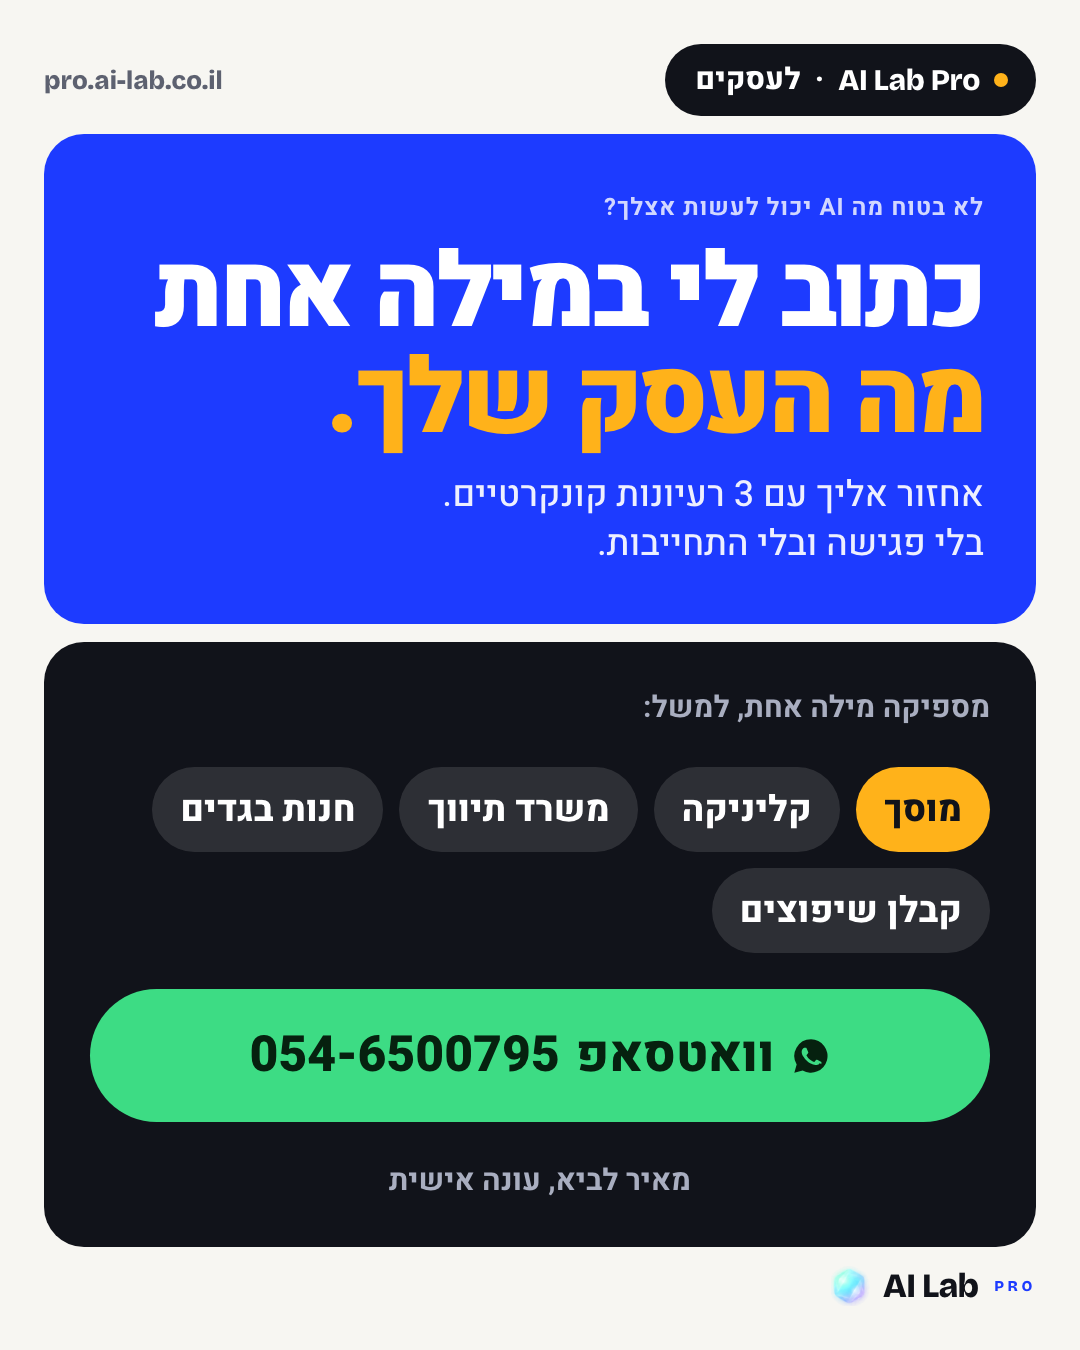 AI Lab Pro · לעסקים
pro.ai-lab.co.il
לא בטוח מה AI יכול לעשות אצלך?
כתוב לי במילה אחת
מה העסק שלך.
אחזור אליך עם 3 רעיונות קונקרטיים.
בלי פגישה ובלי התחייבות.
מספיקה מילה אחת, למשל:
מוסך קליניקה משרד תיווך חנות בגדים
קבלן שיפוצים
וואטסאפ 054-6500795
מאיר לביא, עונה אישית
AI Lab PRO